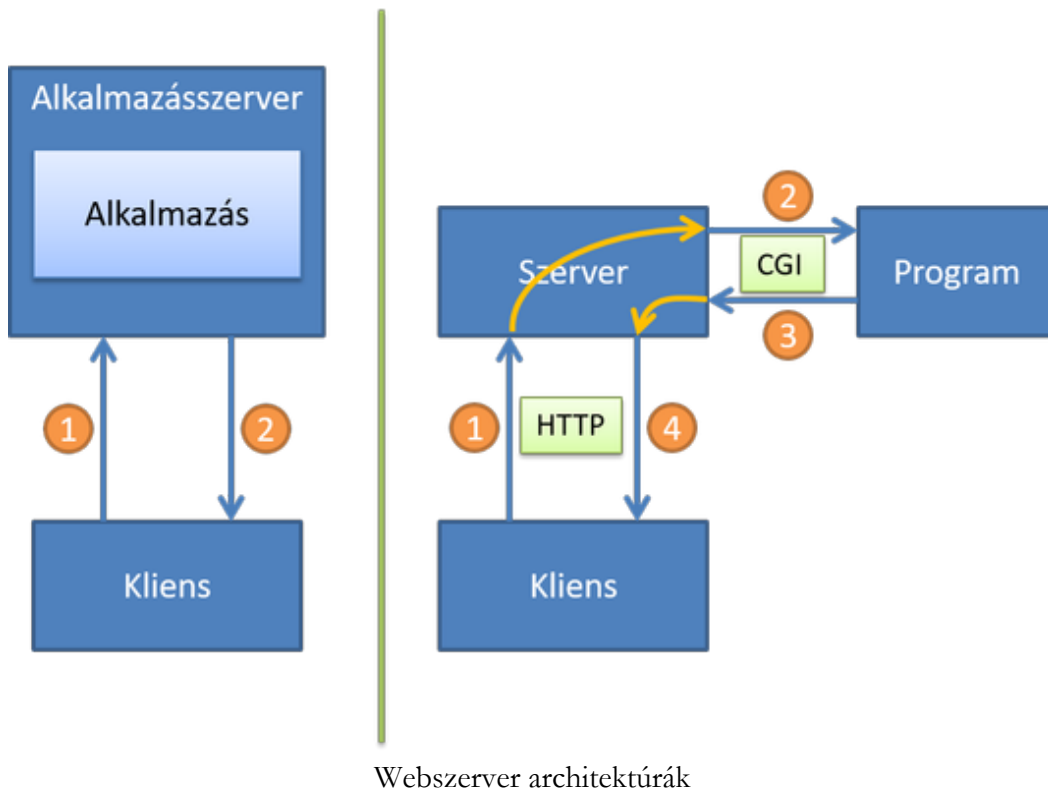 Alkalmazásszerver
Alkalmazás
1
2
Kliens
Szerver
2
CGI
3
Program
1
HTTP
4
Kliens
Webszerver architektúrák